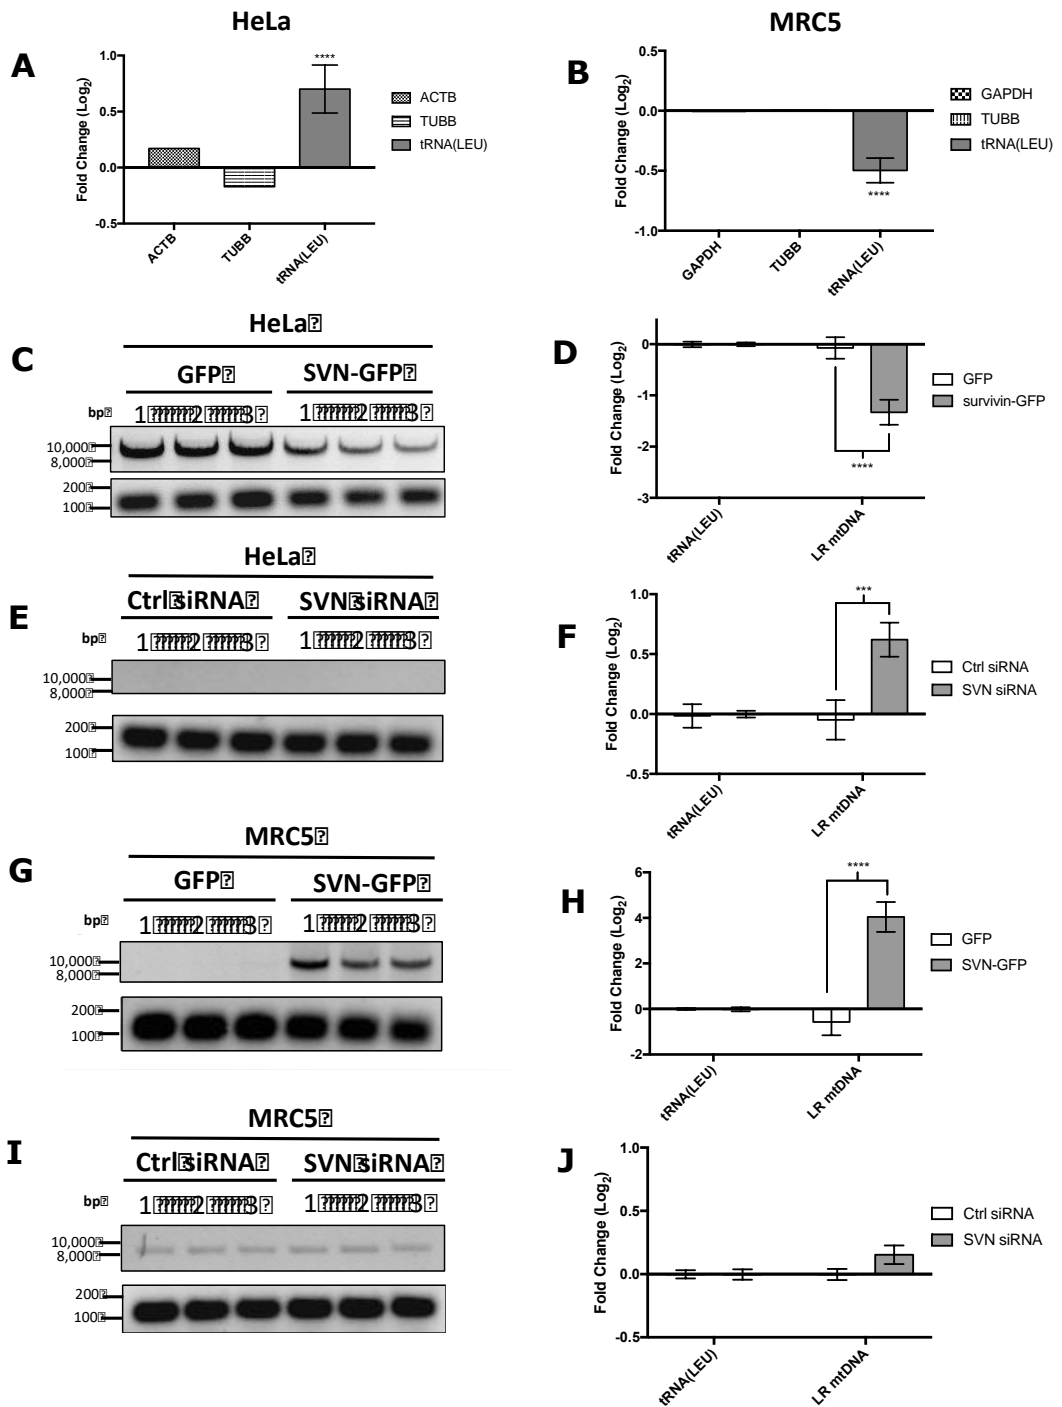 HeLa
MRC5
A
Fold Change (Log2)
1.0
0.5
0.0
-0.5
****
ACTB
TUBB
tRNA(LEU)
ACTB
TUBB
tRNA(LEU)
B
Fold Change (Log2)
0.5
0.0
-0.5
-1.0
****
GAPDH
TUBB
tRNA(LEU)
GAPDH
TUBB
tRNA(LEU)
C
HeLa
GFP
SVN-GFP
bp
1 2 3
1 2 3
10,000
8,000
200
100
D
Fold Change (Log2)
0
-1
-2
-3
****
tRNA(LEU)
LR mtDNA
GFP
survivin-GFP
E
HeLa
Ctrl siRNA
SVN siRNA
bp
1 2 3
1 2 3
10,000
8,000
200
100
F
Fold Change (Log2)
1.0
0.5
0.0
-0.5
***
tRNA(LEU)
LR mtDNA
Ctrl siRNA
SVN siRNA
G
MRC5
GFP
SVN-GFP
bp
1 2 3
1 2 3
10,000
8,000
200
100
H
Fold Change (Log2)
6
4
2
0
-2
****
tRNA(LEU)
LR mtDNA
GFP
SVN-GFP
I
MRC5
Ctrl siRNA
SVN siRNA
bp
1 2 3
1 2 3
10,000
8,000
200
100
J
Fold Change (Log2)
1.0
0.5
0.0
-0.5
tRNA(LEU)
LR mtDNA
Ctrl siRNA
SVN siRNA